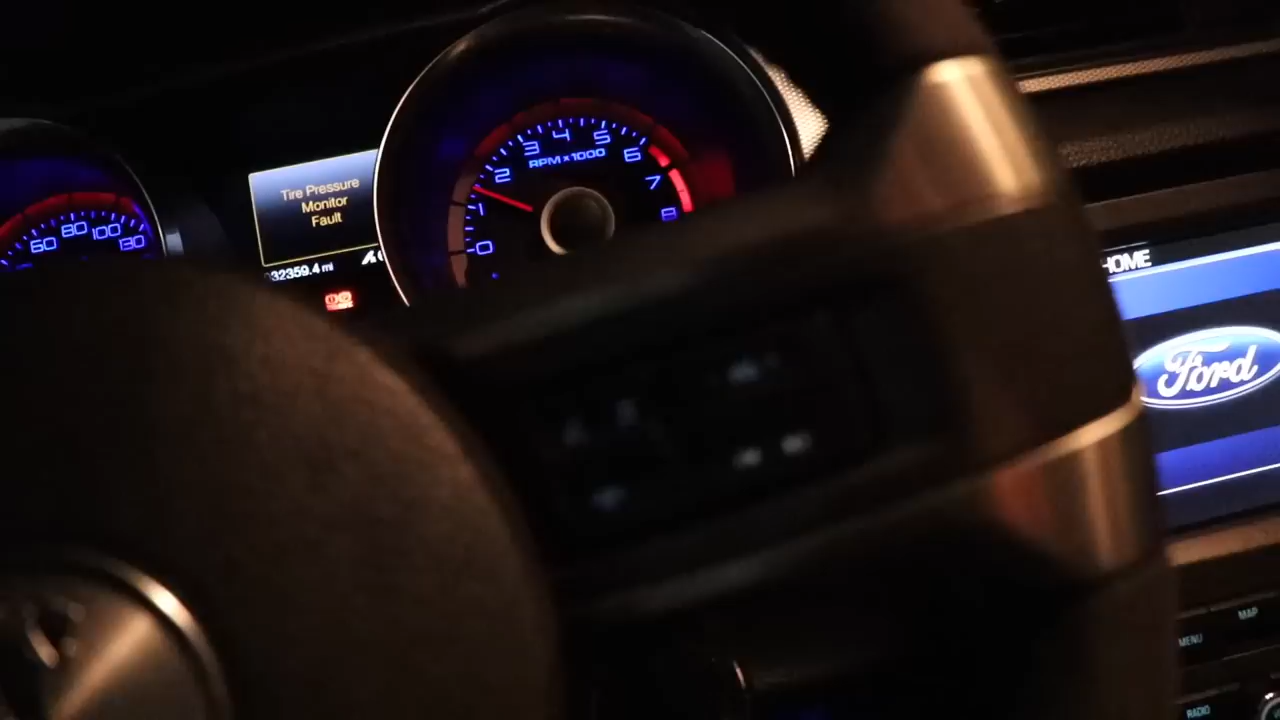 Tire Pressure
Monitor
Fault
32359.4 mi
60 80 100 130
0 1 2 3 4 5 6 7 8
RPM x 1000
HOME
Ford
MAP
MENU
RADIO